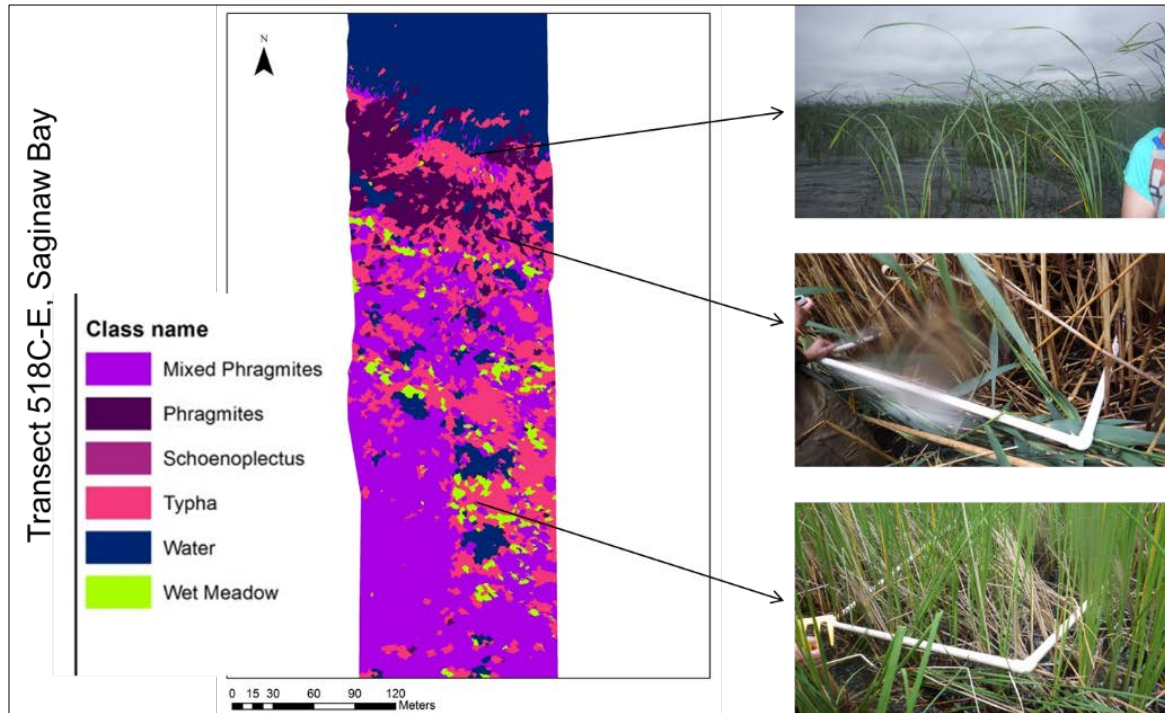 Transect 518C-E, Saginaw Bay
N
Class name
Mixed Phragmites
Phragmites
Schoenoplectus
Typha
Water
Wet Meadow
0 15 30 60 90 120
Meters